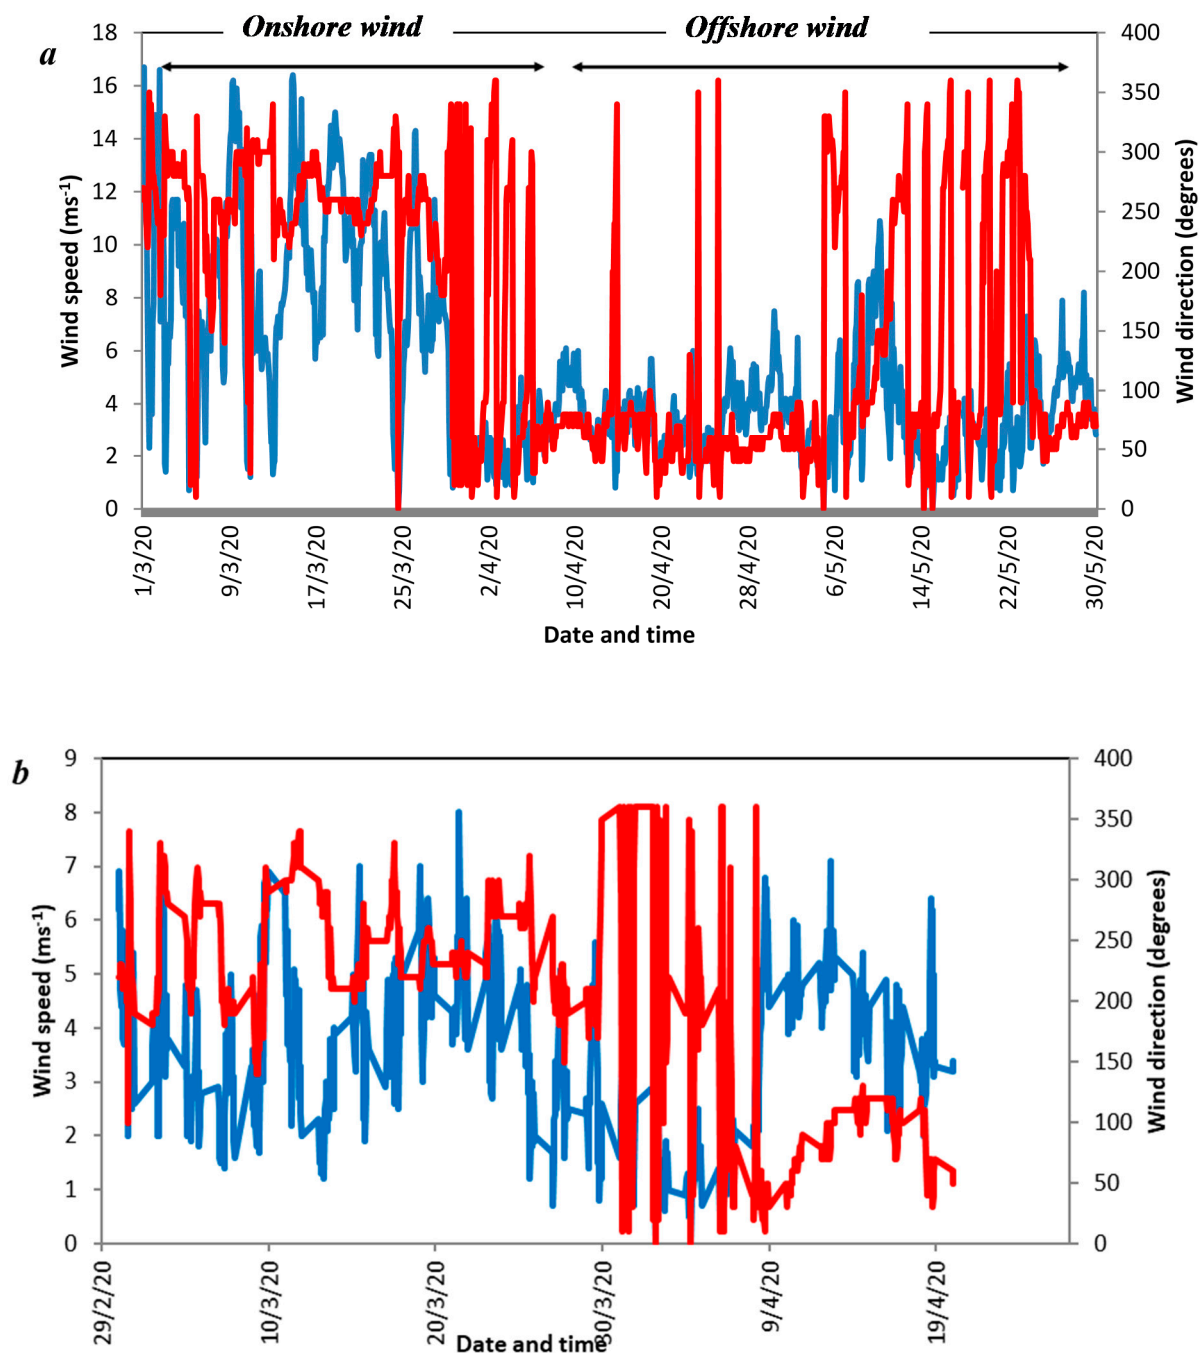 Onshore wind Offshore wind
a
18 400
16 350
14 300
12 250
10 200
8 150
6 100
4 50
2 0
0
Wind speed (ms⁻¹)
Wind direction (degrees)
1/3/20 9/3/20 17/3/20 25/3/20 2/4/20 10/4/20 20/4/20 28/4/20 6/5/20 14/5/20 22/5/20 30/5/20
Date and time
b
9 400
8 350
7 300
6 250
5 200
4 150
3 100
2 50
1 0
0
Wind speed (ms⁻¹)
Wind direction (degrees)
29/2/20 10/3/20 20/3/20 30/3/20 9/4/20 19/4/20
Date and time